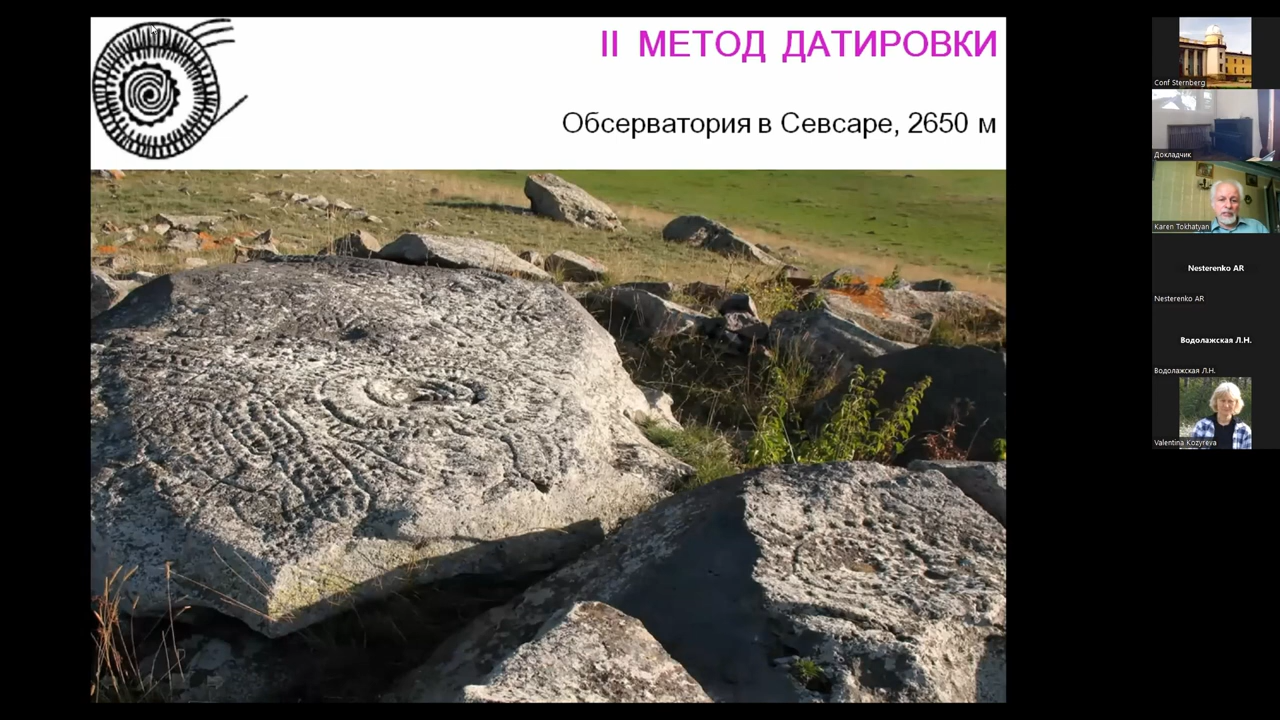 II МЕТОД ДАТИРОВКИ
Обсерватория в Севсаре, 2650 м
Conf Sternberg
Докладчик
Karen Tokhatyan
Nesterenko AR
Nesterenko AR
Водолажская Л.Н.
Водолажская Л.Н.
Valentina Kozyreva